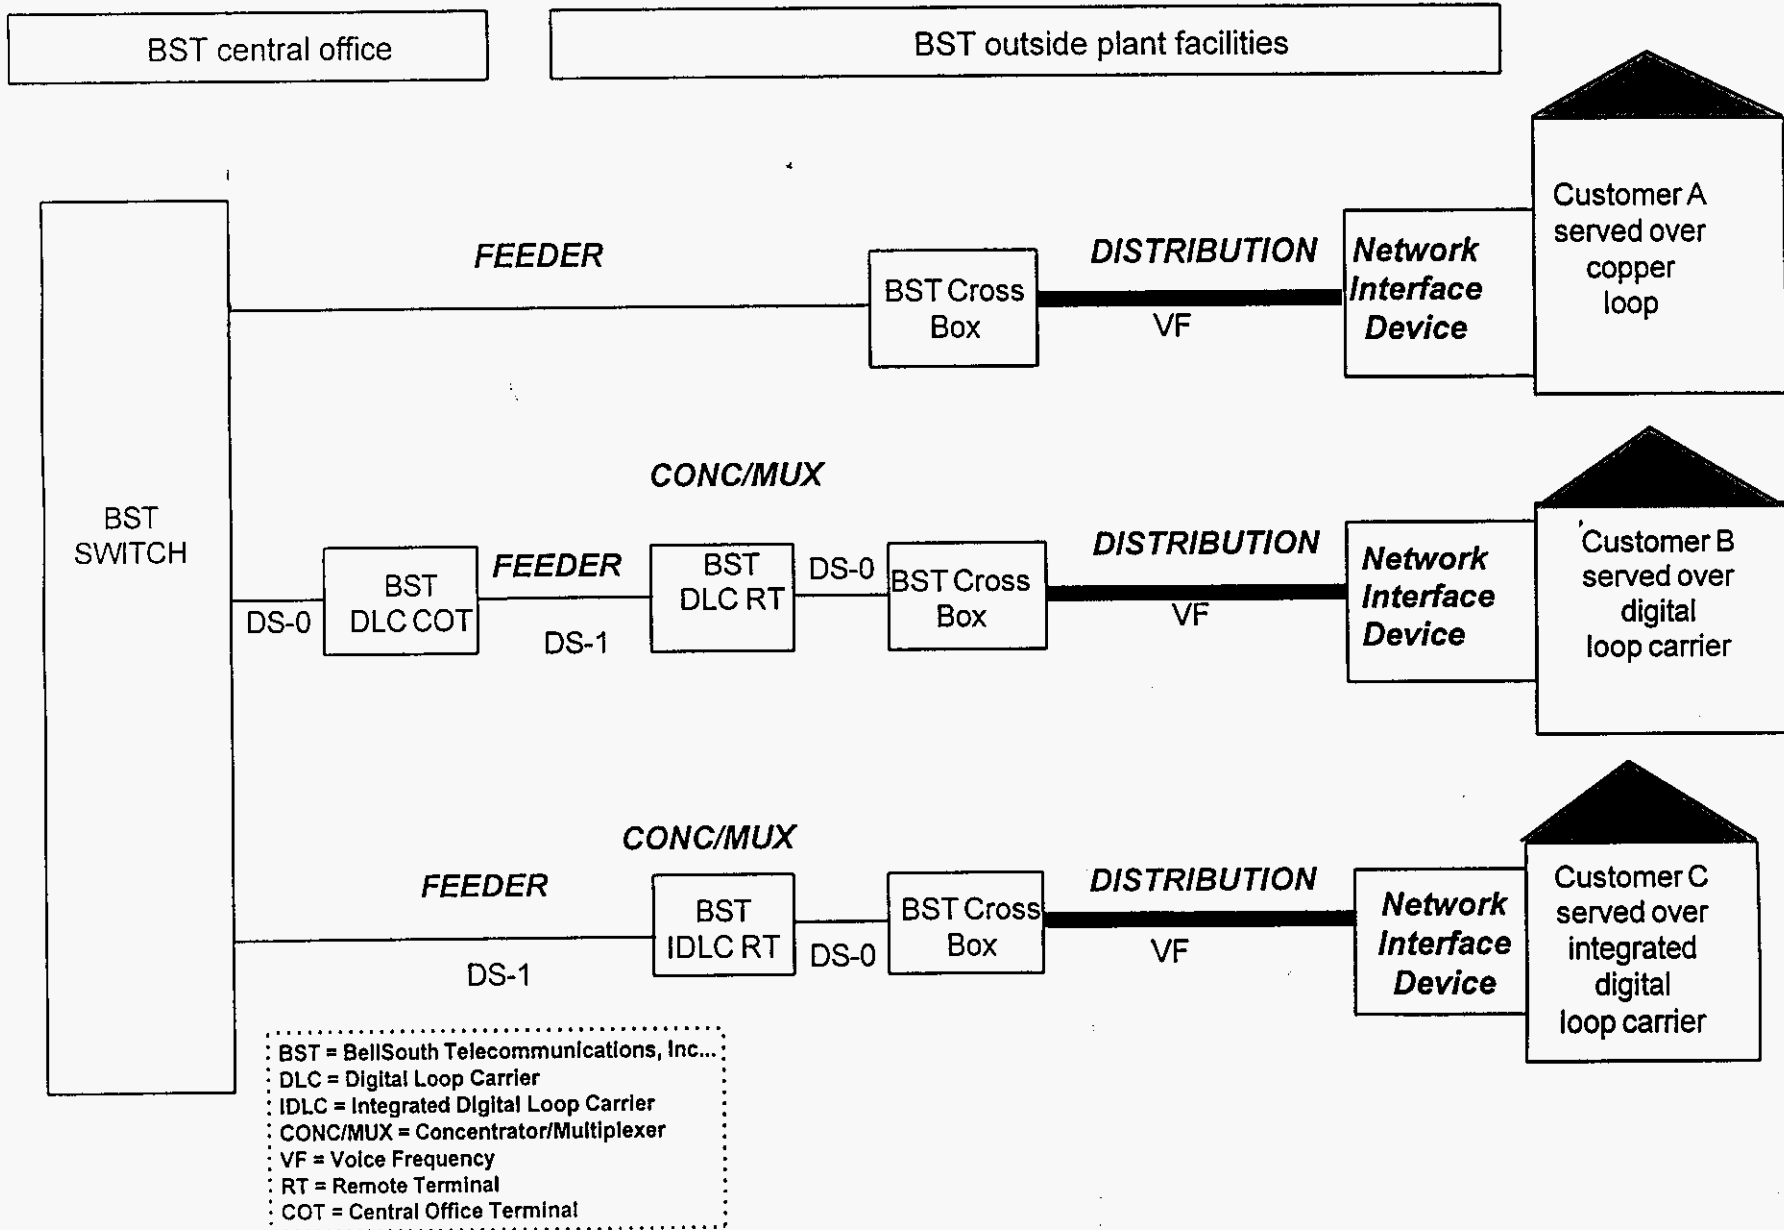 BST central office
BST outside plant facilities
Customer A
served over
copper
loop
FEEDER
BST Cross
Box
DISTRIBUTION
VF
Network
Interface
Device
BST
SWITCH
CONC/MUX
DS-0
BST
DLC COT
FEEDER
DS-1
BST
DLC RT
DS-0
BST Cross
Box
DISTRIBUTION
VF
Network
Interface
Device
Customer B
served over
digital
loop carrier
CONC/MUX
FEEDER
DS-1
BST
IDLC RT
DS-0
BST Cross
Box
DISTRIBUTION
VF
Network
Interface
Device
Customer C
served over
integrated
digital
loop carrier
BST = BellSouth Telecommunications, Inc...
DLC = Digital Loop Carrier
IDLC = Integrated Digital Loop Carrier
CONC/MUX = Concentrator/Multiplexer
VF = Voice Frequency
RT = Remote Terminal
COT = Central Office Terminal